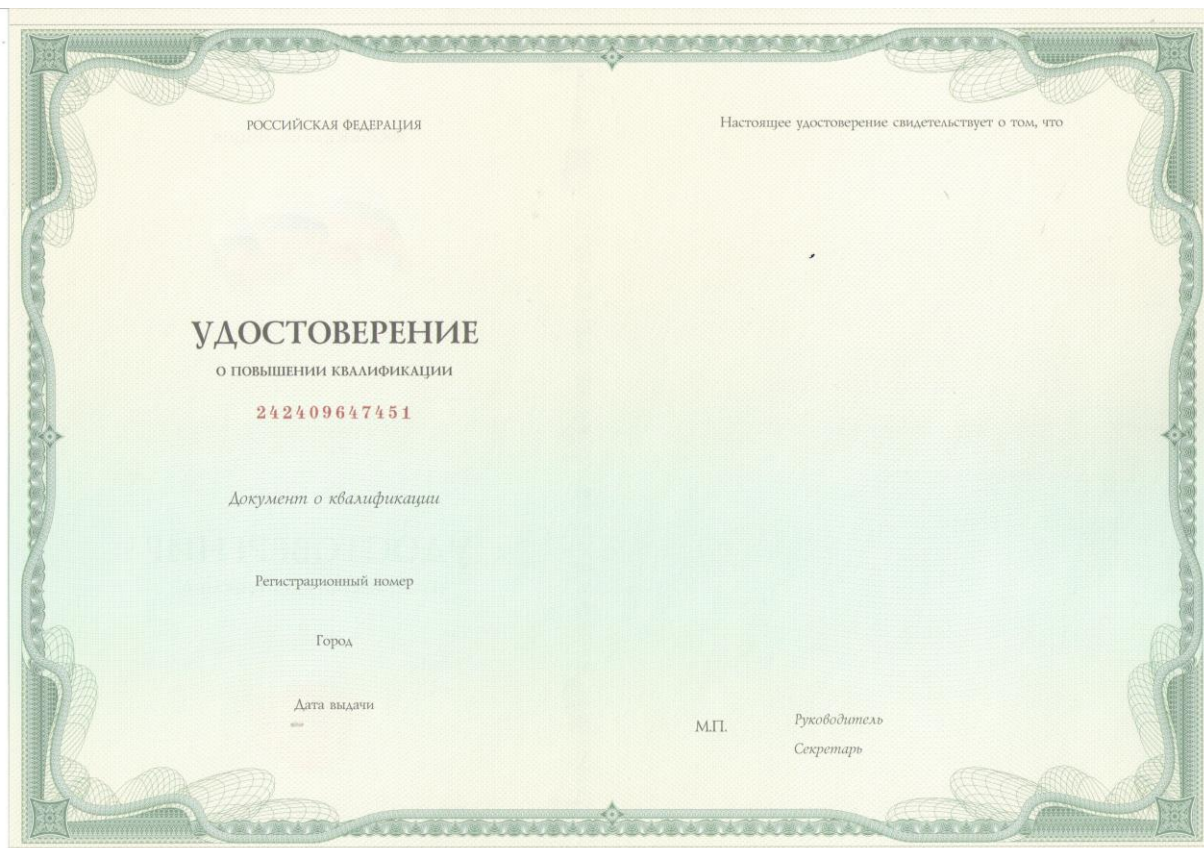 РОССИЙСКАЯ ФЕДЕРАЦИЯ
УДОСТОВЕРЕНИЕ
О ПОВЫШЕНИИ КВАЛИФИКАЦИИ
242409647451
Документ о квалификации
Регистрационный номер
Город
Дата выдачи
Настоящее удостоверение свидетельствует о том, что
М.П.
Руководитель
Секретарь